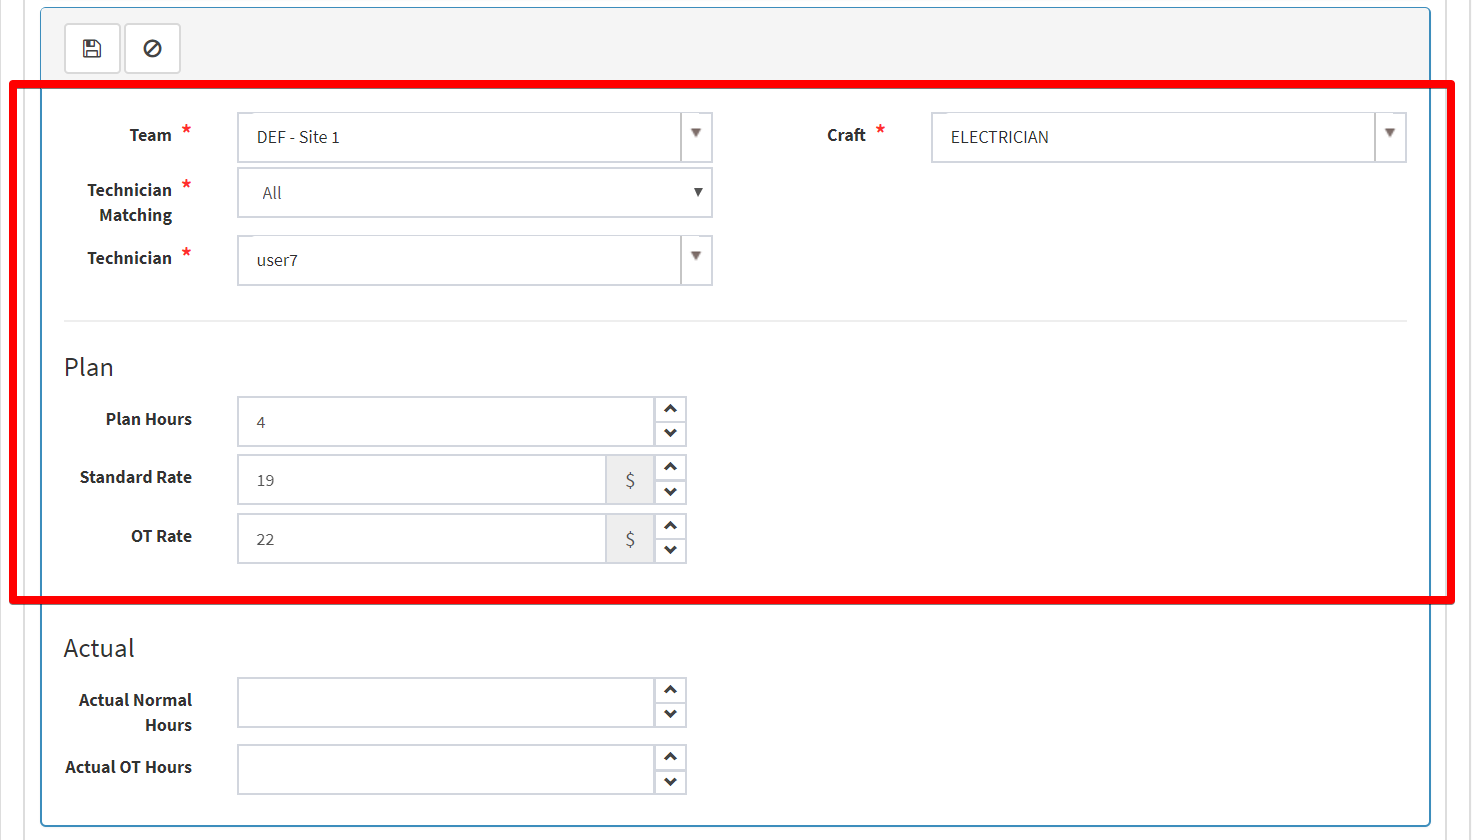 Team * DEF - Site 1 Craft * ELECTRICIAN
Technician * All
Matching
Technician * user7
Plan
Plan Hours 4
Standard Rate 19 $
OT Rate 22 $
Actual
Actual Normal
Hours
Actual OT Hours